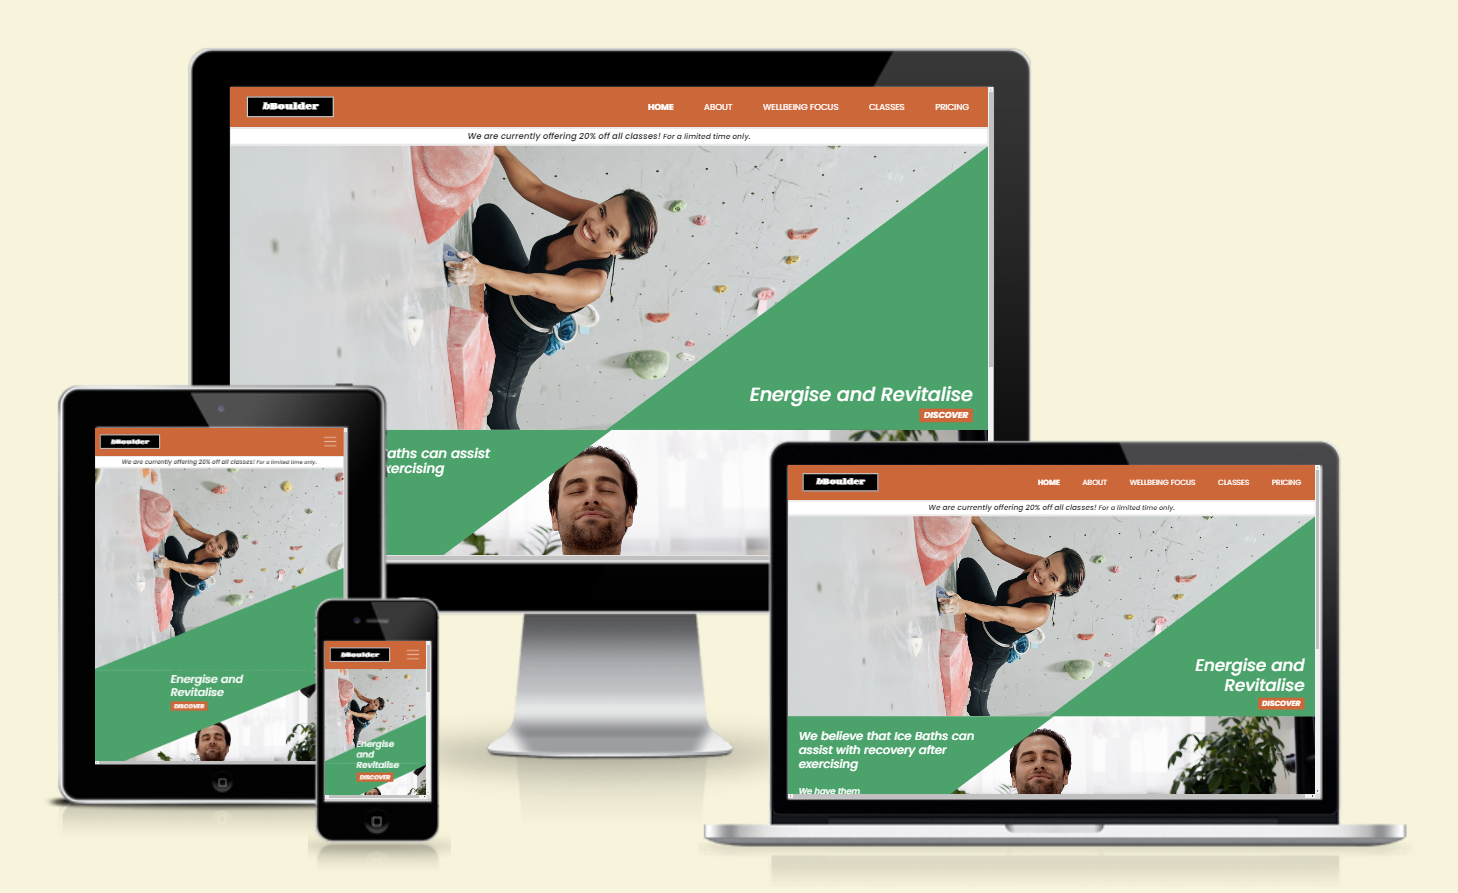 bBoulder
HOME ABOUT WELLBEING FOCUS CLASSES PRICING
We are currently offering 20% off all classes! For a limited time only.
Energise and Revitalise
DISCOVER
aths can assist
xercising
bBoulder
We are currently offering 20% off all classes! For a limited time only.
Energise and
Revitalise
DISCOVER
bBoulder
Energise
and
Revitalise
DISCOVER
bBoulder
HOME ABOUT WELLBEING FOCUS CLASSES PRICING
We are currently offering 20% off all classes! For a limited time only.
Energise and
Revitalise
DISCOVER
We believe that Ice Baths can
assist with recovery after
exercising
We have them